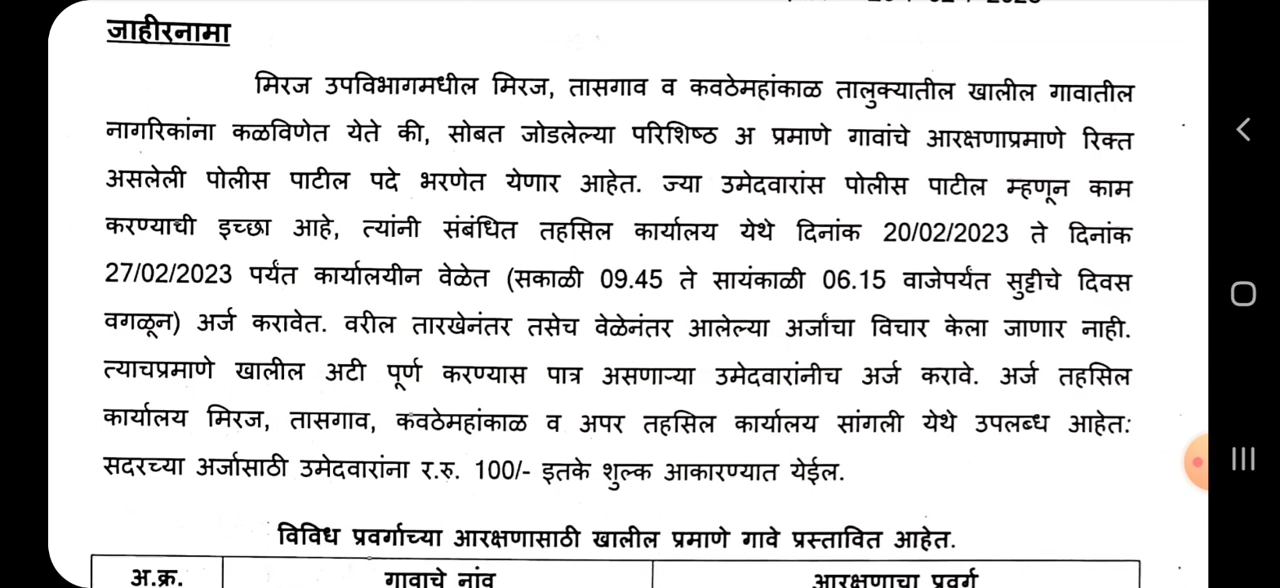 जाहीरनामा
मिरज उपविभागमधील मिरज, तासगाव व कवठेमहांकाळ तालुक्यातील खालील गावातील
नागरिकांना कळविणेत येते की, सोबत जोडलेल्या परिशिष्ठ अ प्रमाणे गावांचे आरक्षणाप्रमाणे रिक्त
असलेली पोलीस पाटील पदे भरणेत येणार आहेत. ज्या उमेदवारांस पोलीस पाटील म्हणून काम
करण्याची इच्छा आहे, त्यांनी संबंधित तहसिल कार्यालय येथे दिनांक 20/02/2023 ते दिनांक
27/02/2023 पर्यंत कार्यालयीन वेळेत (सकाळी 09.45 ते सायंकाळी 06.15 वाजेपर्यंत सुट्टीचे दिवस
वगळून) अर्ज करावेत. वरील तारखेनंतर तसेच वेळेनंतर आलेल्या अर्जांचा विचार केला जाणार नाही.
त्याचप्रमाणे खालील अटी पूर्ण करण्यास पात्र असणाऱ्या उमेदवारांनीच अर्ज करावे. अर्ज तहसिल
कार्यालय मिरज, तासगाव, कवठेमहांकाळ व अपर तहसिल कार्यालय सांगली येथे उपलब्ध आहेत:
सदरच्या अर्जासाठी उमेदवारांना र.रु. 100/- इतके शुल्क आकारण्यात येईल.
विविध प्रवर्गाच्या आरक्षणासाठी खालील प्रमाणे गावे प्रस्तावित आहेत.
अ.क्र. गावाचे नांव आरक्षणाचा प्रवर्ग